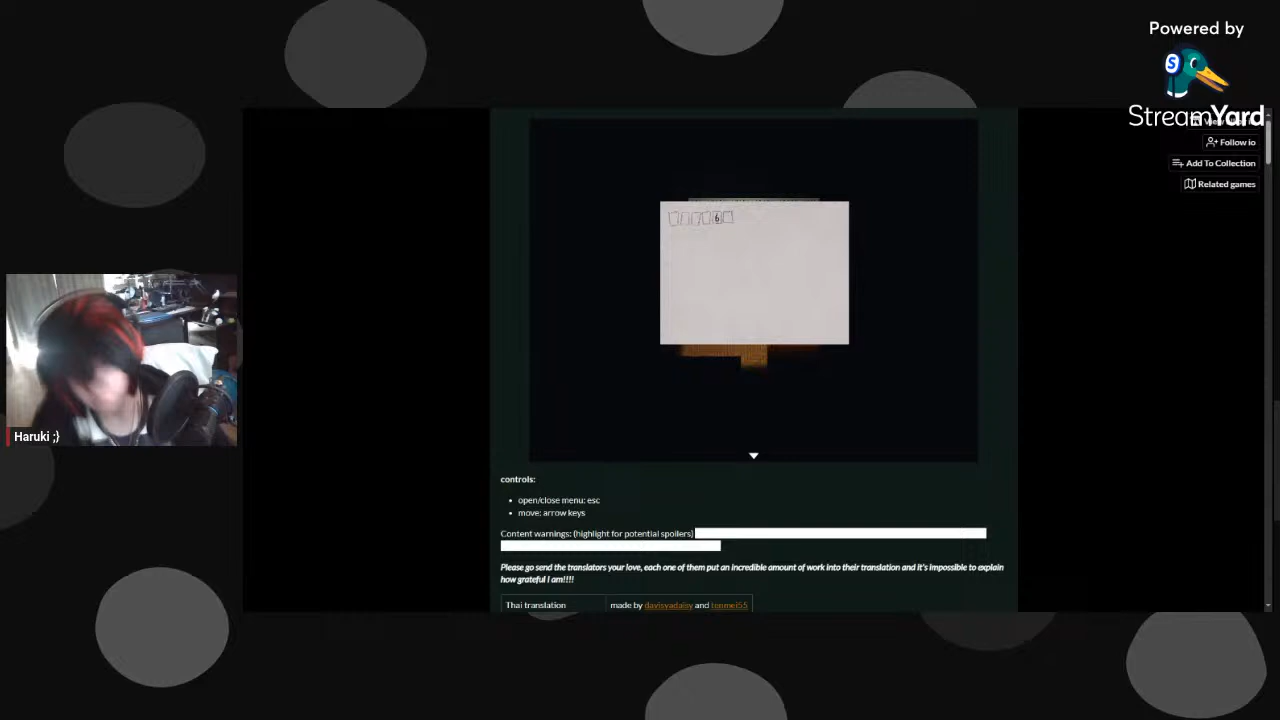 Powered by
StreamYard
Follow io
Add To Collection
Related games
6
Haruki ;}
controls:
open/close menu: esc
move: arrow keys
Content warnings: (highlight for potential spoilers)
Please go send the translators your love, each one of them put an incredible amount of work into their translation and it's impossible to explain
how grateful I am!!!!
Thai translation made by davisyadaisy and tanmei55